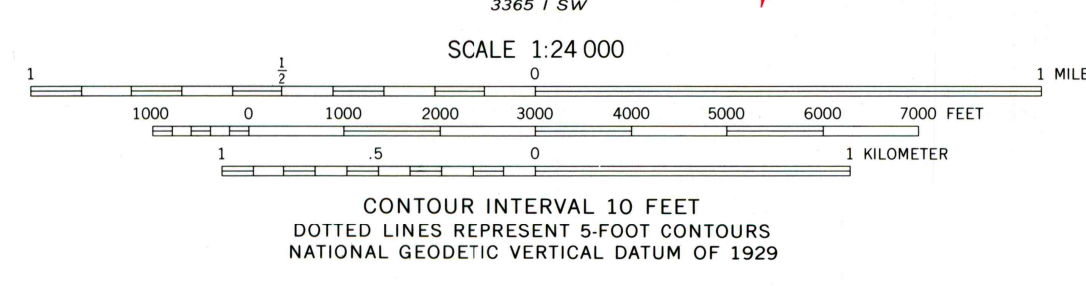 3365 I SW
SCALE 1:24 000
1 1/2 0 1 MILE
1000 0 1000 2000 3000 4000 5000 6000 7000 FEET
1 .5 0 1 KILOMETER
CONTOUR INTERVAL 10 FEET
DOTTED LINES REPRESENT 5-FOOT CONTOURS
NATIONAL GEODETIC VERTICAL DATUM OF 1929